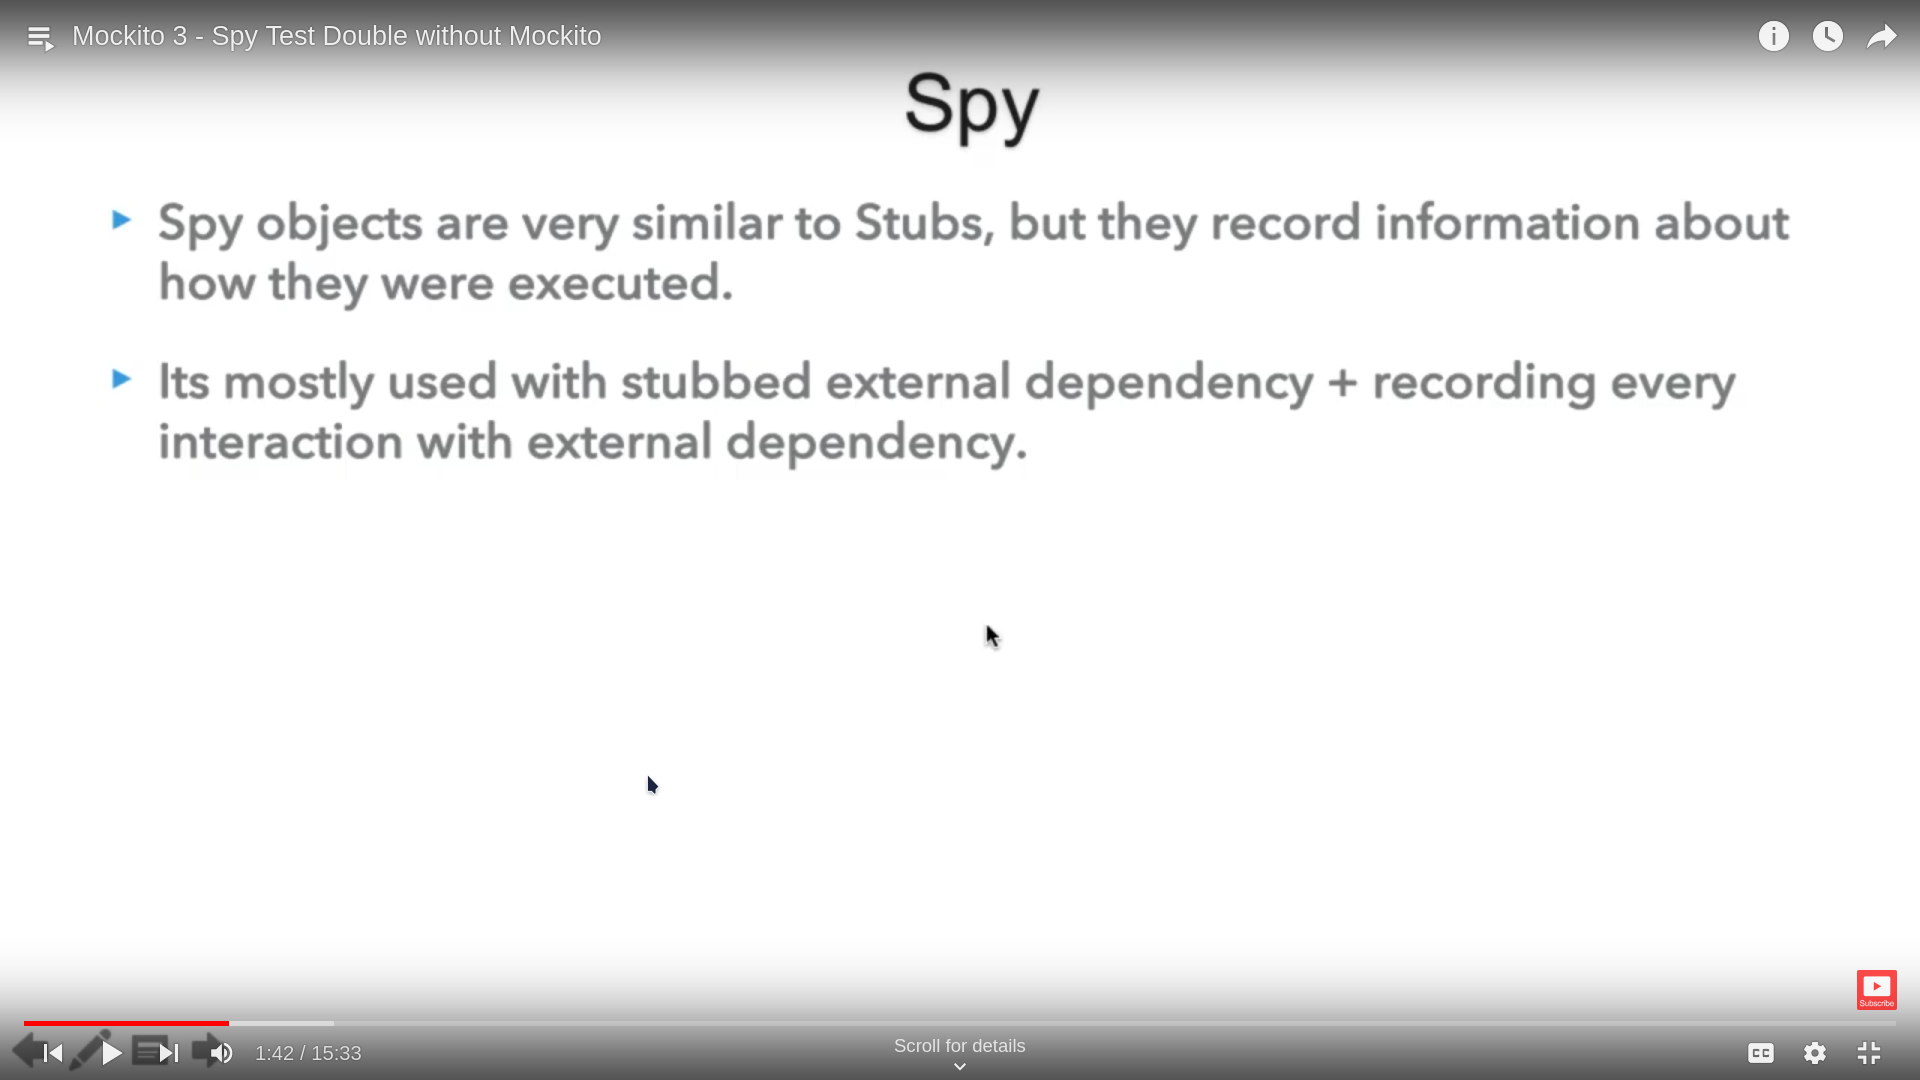 Mockito 3 - Spy Test Double without Mockito
Spy
Spy objects are very similar to Stubs, but they record information about
how they were executed.
Its mostly used with stubbed external dependency + recording every
interaction with external dependency.
Subscribe
1:42 / 15:33
Scroll for details
CC